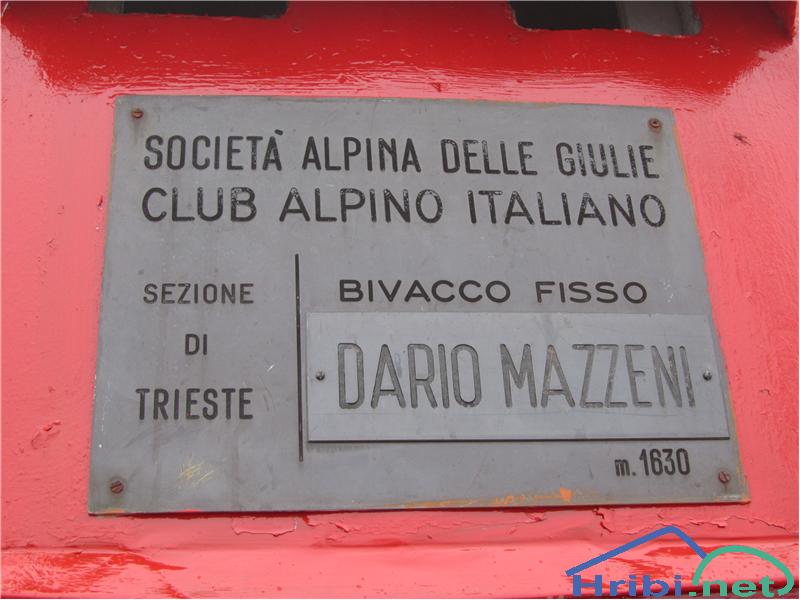 SOCIETÀ ALPINA DELLE GIULIE
CLUB ALPINO ITALIANO
SEZIONE
DI
TRIESTE
BIVACCO FISSO
DARIO MAZZENI
m. 1630
Hribi.net